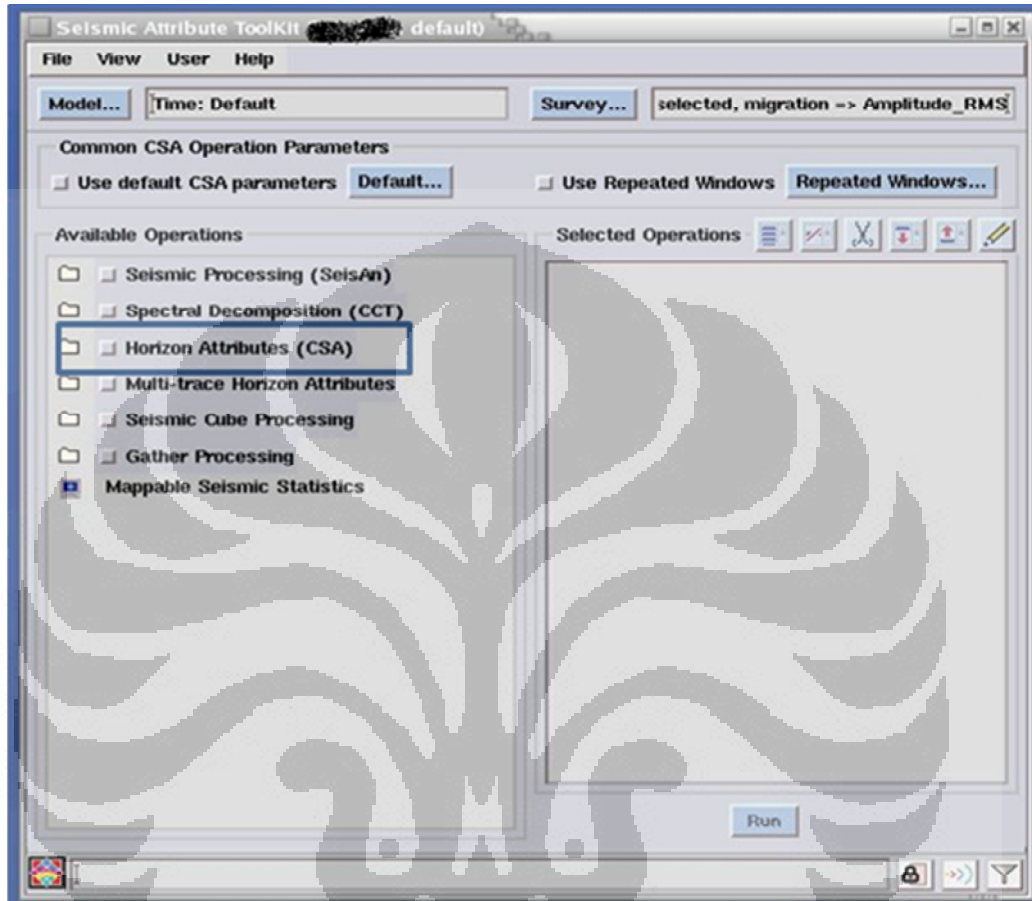 Seismic Attribute ToolKit default)
File View User Help
Model... Time: Default Survey... selected, migration -> Amplitude_RMS
Common CSA Operation Parameters
Use default CSA parameters Default... Use Repeated Windows Repeated Windows...
Available Operations Selected Operations
Seismic Processing (SeisAn)
Spectral Decomposition (CCT)
Horizon Attributes (CSA)
Multi-trace Horizon Attributes
Seismic Cube Processing
Gather Processing
Mappable Seismic Statistics
Run